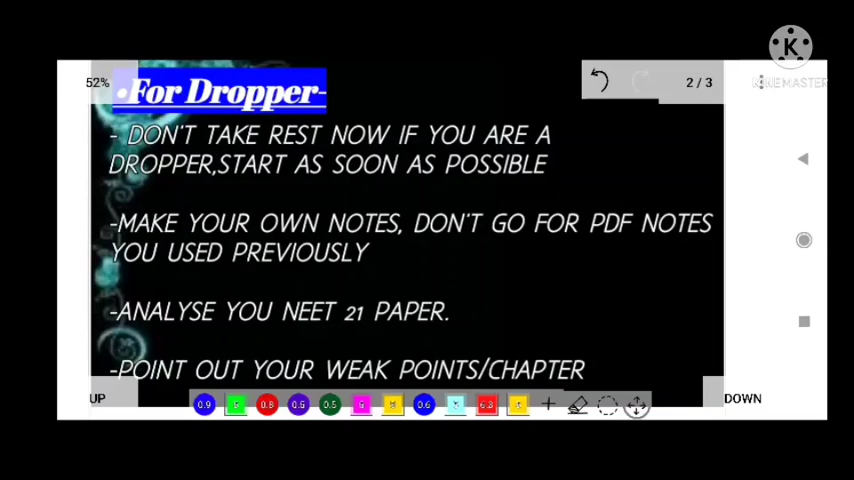 K
KINEMASTER
52%
2 / 3
•For Dropper-
- DON'T TAKE REST NOW IF YOU ARE A
DROPPER,START AS SOON AS POSSIBLE
-MAKE YOUR OWN NOTES, DON'T GO FOR PDF NOTES
YOU USED PREVIOUSLY
-ANALYSE YOU NEET 21 PAPER.
-POINT OUT YOUR WEAK POINTS/CHAPTER
UP
DOWN
0.9 0.8 0.5 0.5 0.6 6.3